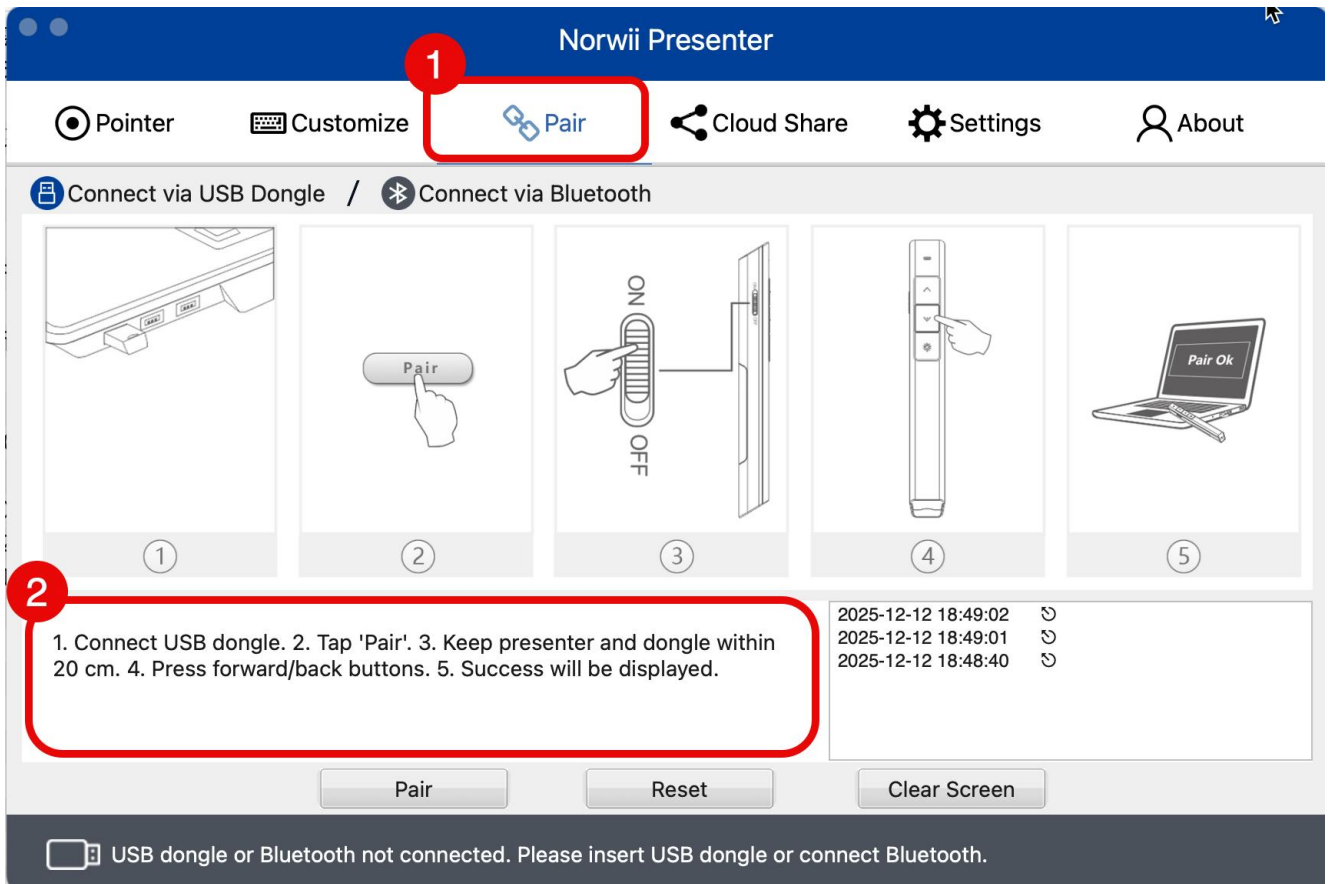 Norwii Presenter
1
Pointer
Customize
Pair
Cloud Share
Settings
About
Connect via USB Dongle / Connect via Bluetooth
Pair
ON
OFF
Pair Ok
1
2
3
4
5
2
1. Connect USB dongle. 2. Tap 'Pair'. 3. Keep presenter and dongle within
20 cm. 4. Press forward/back buttons. 5. Success will be displayed.
2025-12-12 18:49:02
2025-12-12 18:49:01
2025-12-12 18:48:40
Pair
Reset
Clear Screen
USB dongle or Bluetooth not connected. Please insert USB dongle or connect Bluetooth.